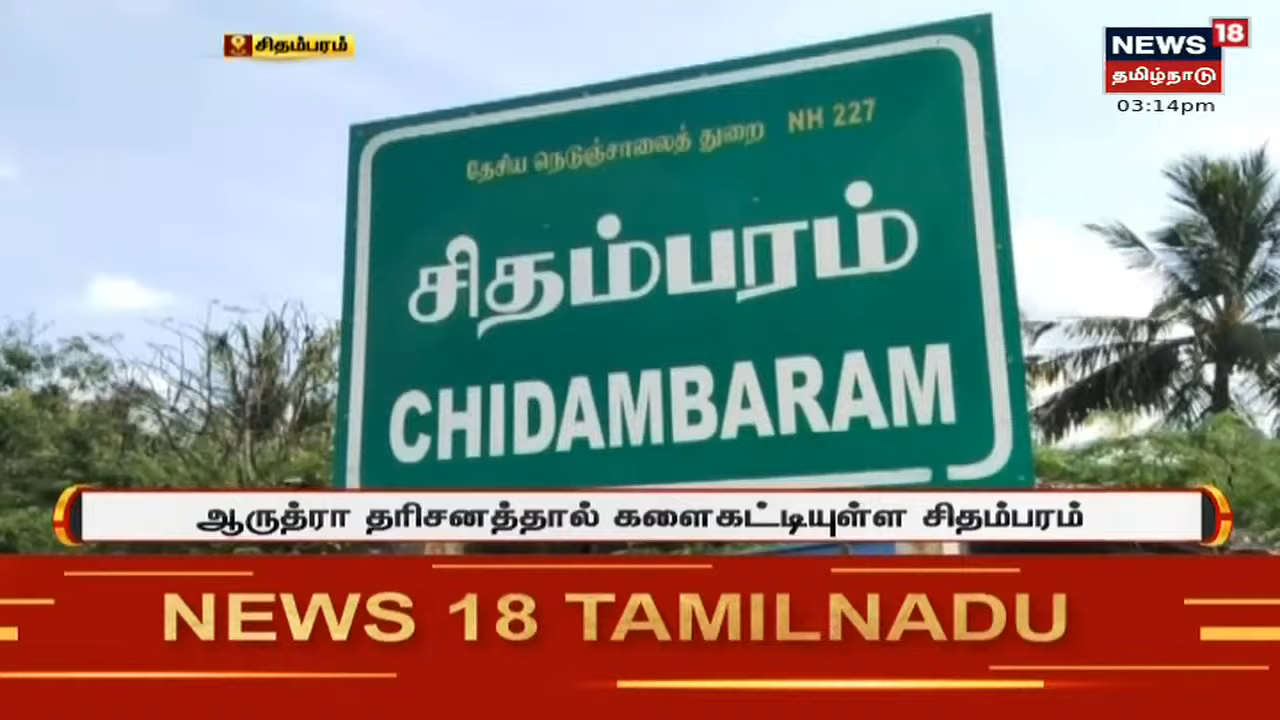 சிதம்பரம்
NEWS 18
தமிழ்நாடு
03:14pm
தேசிய நெடுஞ்சாலைத் துறை NH 227
சிதம்பரம்
CHIDAMBARAM
ஆருத்ரா தரிசனத்தால் களைகட்டியுள்ள சிதம்பரம்
NEWS 18 TAMILNADU